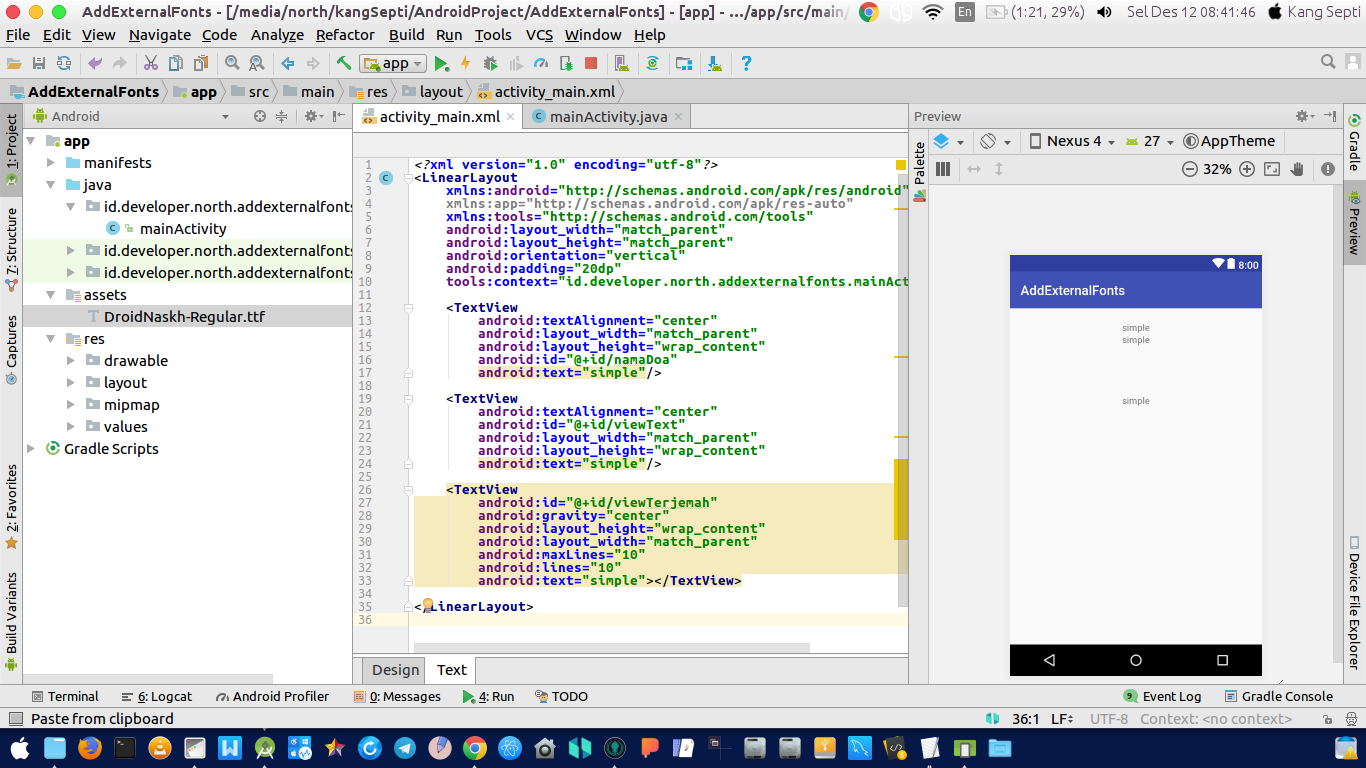 AddExternalFonts - [/media/north/kangSepti/AndroidProject/AddExternalFonts] - [app] - .../app/src/main/
En (1:21, 29%) Sel Des 12 08:41:46 Kang Septi
File Edit View Navigate Code Analyze Refactor Build Run Tools VCS Window Help
app
AddExternalFonts app src main res layout activity_main.xml
1: Project
7: Structure
Captures
2: Favorites
Build Variants
Android
app
manifests
java
id.developer.north.addexternalfonts
mainActivity
id.developer.north.addexternalfonts
id.developer.north.addexternalfonts
assets
DroidNaskh-Regular.ttf
res
drawable
layout
mipmap
values
Gradle Scripts
activity_main.xml mainActivity.java
1 <?xml version="1.0" encoding="utf-8"?>
2 <LinearLayout
3 xmlns:android="http://schemas.android.com/apk/res/android"
4 xmlns:app="http://schemas.android.com/apk/res-auto"
5 xmlns:tools="http://schemas.android.com/tools"
6 android:layout_width="match_parent"
7 android:layout_height="match_parent"
8 android:orientation="vertical"
9 android:padding="20dp"
10 tools:context="id.developer.north.addexternalfonts.mainAct
11
12 <TextView
13 android:textAlignment="center"
14 android:layout_width="match_parent"
15 android:layout_height="wrap_content"
16 android:id="@+id/namaDoa"
17 android:text="simple"/>
18
19 <TextView
20 android:textAlignment="center"
21 android:id="@+id/viewText"
22 android:layout_width="match_parent"
23 android:layout_height="wrap_content"
24 android:text="simple"/>
25
26 <TextView
27 android:id="@+id/viewTerjemah"
28 android:gravity="center"
29 android:layout_height="wrap_content"
30 android:layout_width="match_parent"
31 android:maxLines="10"
32 android:lines="10"
33 android:text="simple"></TextView>
34
35 </LinearLayout>
36
Design Text
Preview
Palette
Nexus 4 27 AppTheme
32%
8:00
AddExternalFonts
simple
simple
simple
Gradle
Preview
Device File Explorer
Terminal 6: Logcat Android Profiler 0: Messages 4: Run TODO 9 Event Log Gradle Console
Paste from clipboard 36:1 LF UTF-8 Context: <no context>